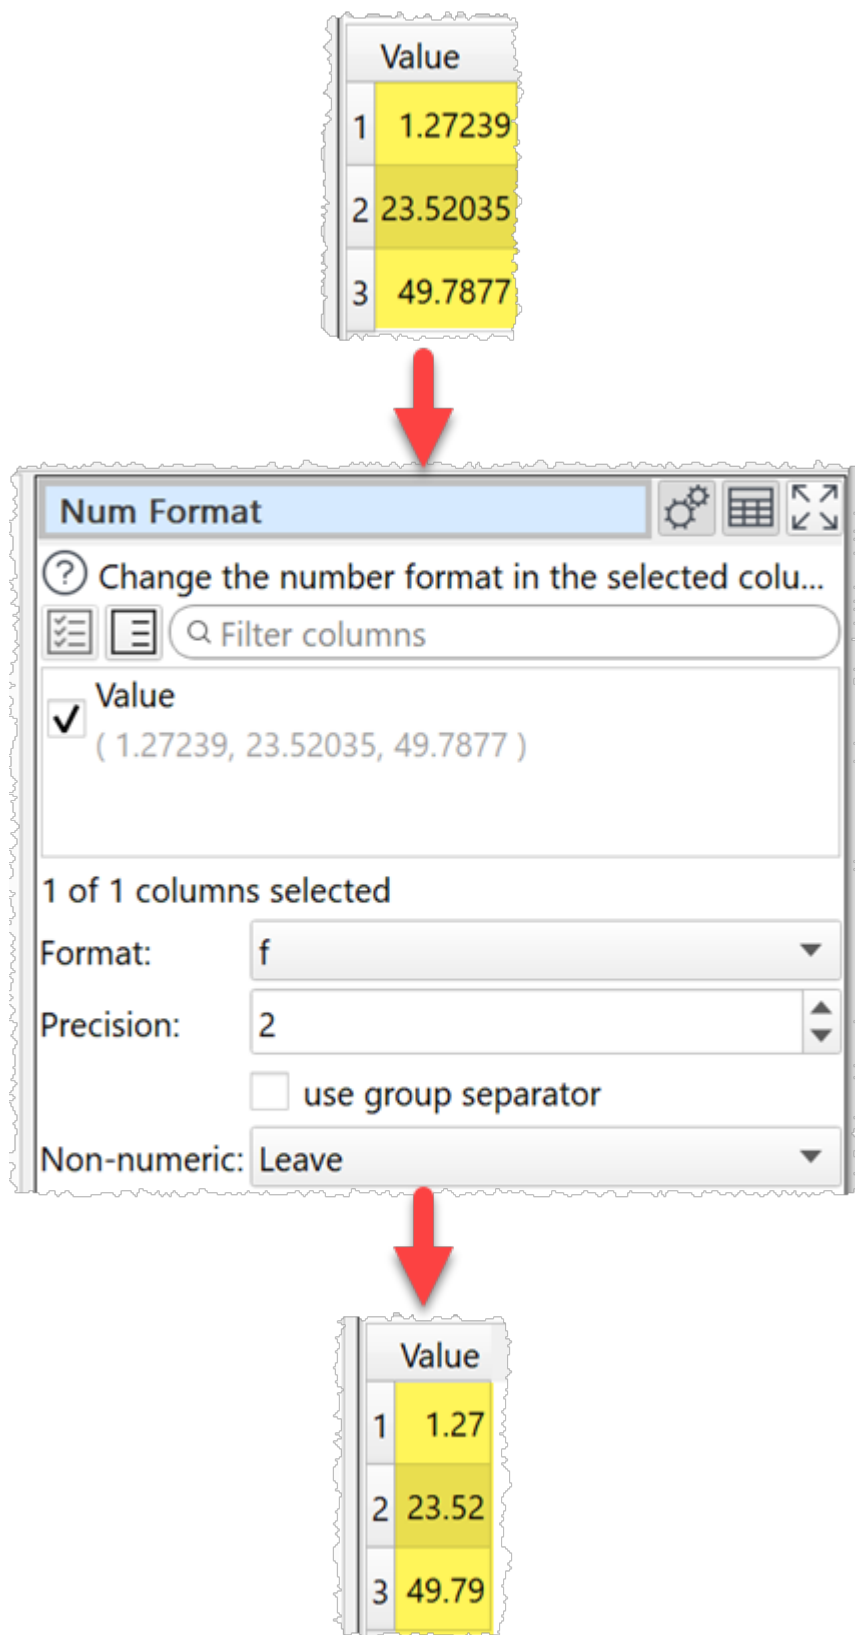 Value
1 1.27239
2 23.52035
3 49.7877
Num Format
? Change the number format in the selected colu...
Filter columns
Value
( 1.27239, 23.52035, 49.7877 )
1 of 1 columns selected
Format: f
Precision: 2
use group separator
Non-numeric: Leave
Value
1 1.27
2 23.52
3 49.79